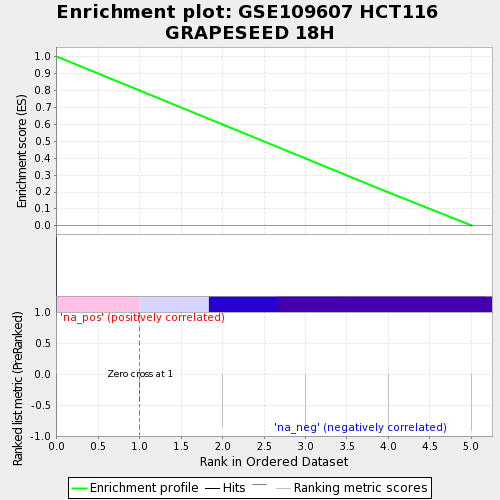 Enrichment plot: GSE109607 HCT116
GRAPESEED 18H
Enrichment score (ES)
1.0
0.9
0.8
0.7
0.6
0.5
0.4
0.3
0.2
0.1
0.0
Ranked list metric (PreRanked)
1.0
0.5
0.0
-0.5
-1.0
'na_pos' (positively correlated)
Zero cross at 1
'na_neg' (negatively correlated)
0.0 0.5 1.0 1.5 2.0 2.5 3.0 3.5 4.0 4.5 5.0
Rank in Ordered Dataset
Enrichment profile Hits Ranking metric scores